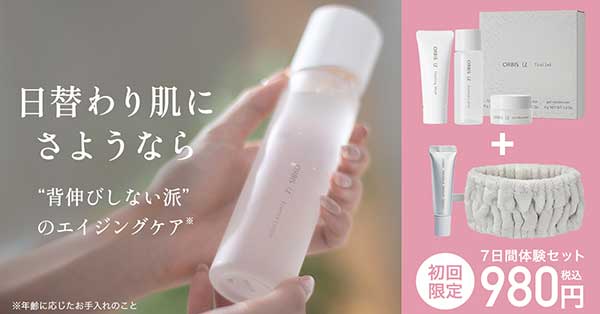 日替わり肌に
さようなら
“背伸びしない派”
のエイジングケア※
※年齢に応じたお手入れのこと
ORBIS U
ORBIS U
Trial Set
+
初回
限定
7日間体験セット
980円
税込